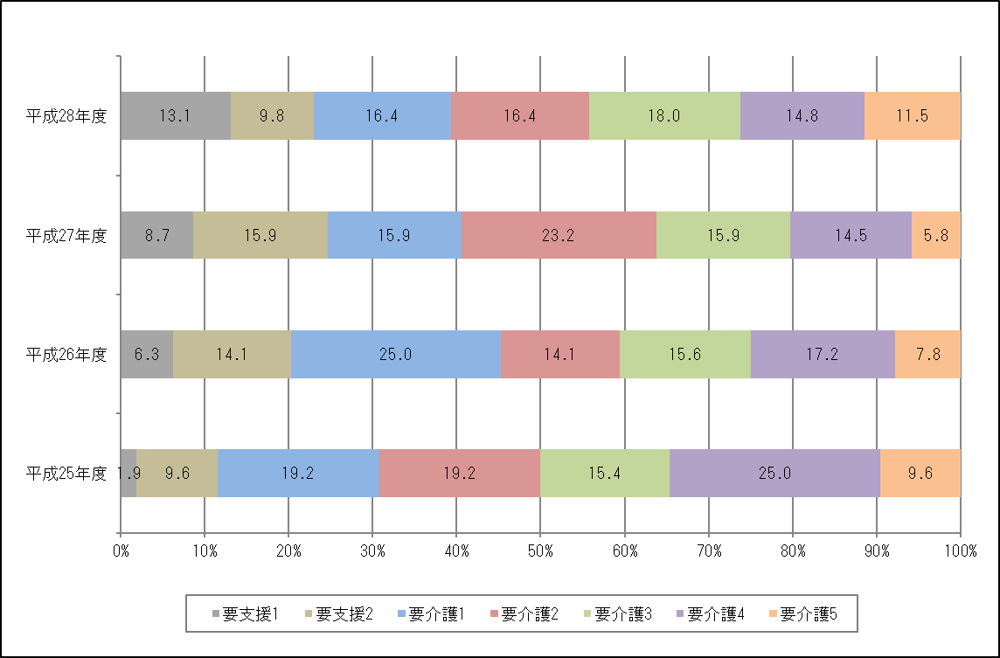 平成28年度 13.1 9.8 16.4 16.4 18.0 14.8 11.5
平成27年度 8.7 15.9 15.9 23.2 15.9 14.5 5.8
平成26年度 6.3 14.1 25.0 14.1 15.6 17.2 7.8
平成25年度 1.9 9.6 19.2 19.2 15.4 25.0 9.6
0% 10% 20% 30% 40% 50% 60% 70% 80% 90% 100%
要支援1 要支援2 要介護1 要介護2 要介護3 要介護4 要介護5